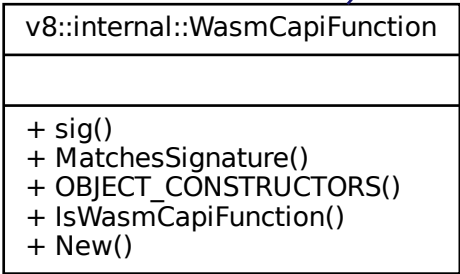 v8::internal::WasmCapiFunction
+ sig()
+ MatchesSignature()
+ OBJECT_CONSTRUCTORS()
+ IsWasmCapiFunction()
+ New()